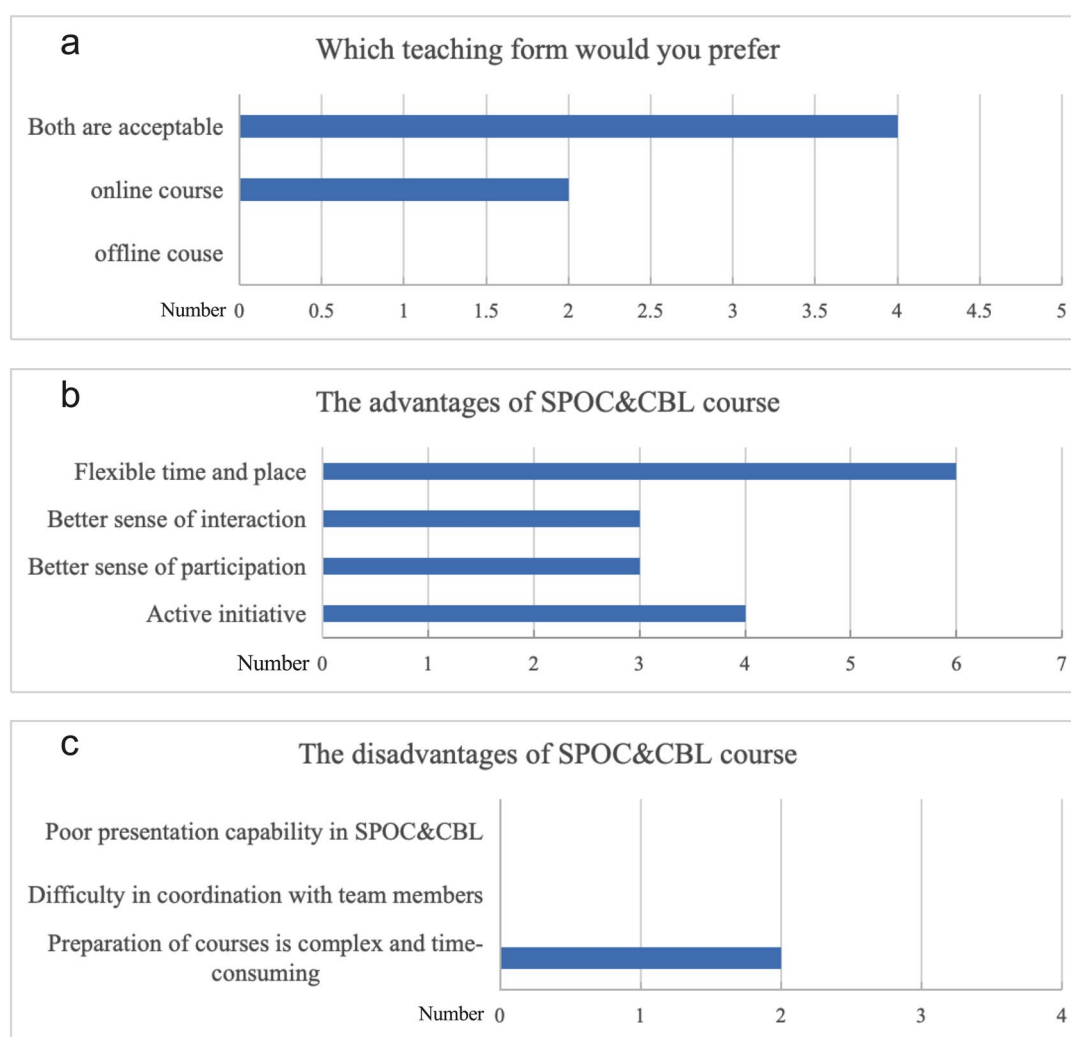 a
Which teaching form would you prefer
Both are acceptable
online course
offline couse
Number 0 0.5 1 1.5 2 2.5 3 3.5 4 4.5 5
b
The advantages of SPOC&CBL course
Flexible time and place
Better sense of interaction
Better sense of participation
Active initiative
Number 0 1 2 3 4 5 6 7
c
The disadvantages of SPOC&CBL course
Poor presentation capability in SPOC&CBL
Difficulty in coordination with team members
Preparation of courses is complex and time-
consuming
Number 0 1 2 3 4